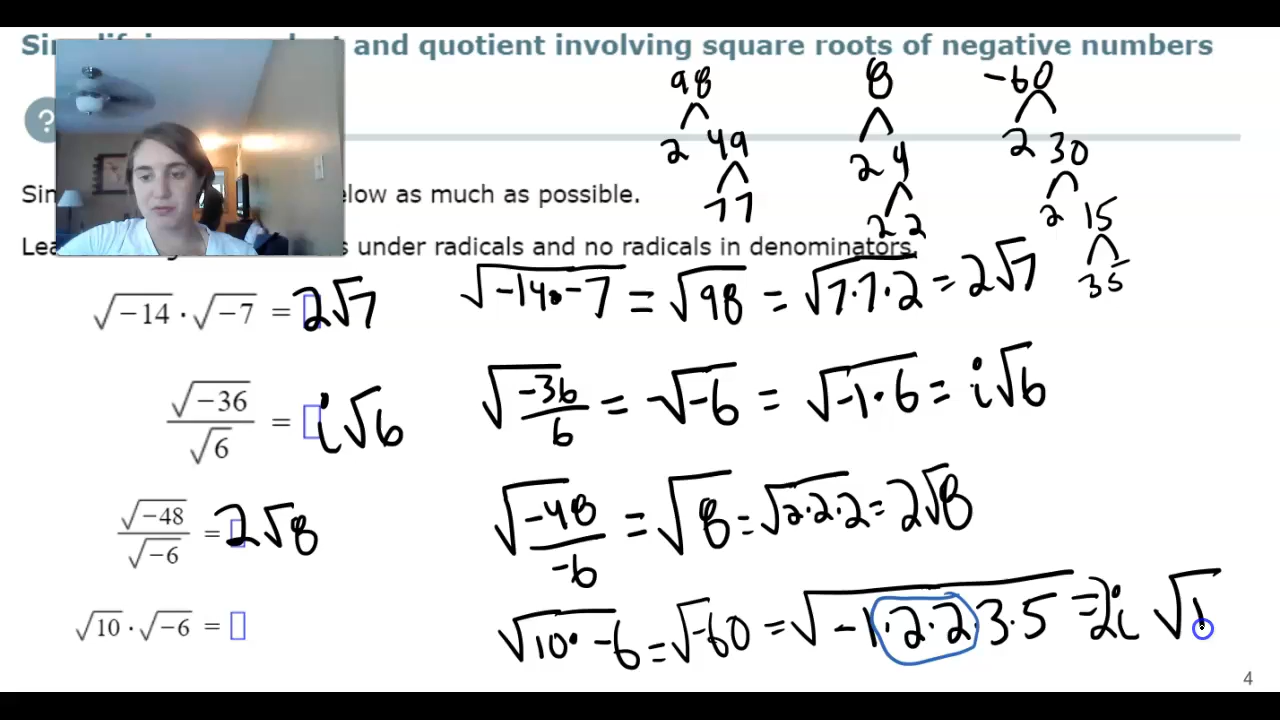 Sim and quotient involving square roots of negative numbers
?
Sim elow as much as possible.
Lea s under radicals and no radicals in denominators.
98
2 49
7 7
8
2 4
2 2
-60
2 30
2 15
3 5
√-14 · √-7 = 2√7
√-14·-7 = √98 = √7·7·2 = 2√7
√-36/√6 = i√6
√-36/6 = √-6 = √-1·6 = i√6
√-48/√-6 = 2√8
√-48/-6 = √8 = √2·2·2 = 2√8
√10 · √-6 =
√10·-6 = √-60 = √-1·2·2·3·5 = 2i √1
4